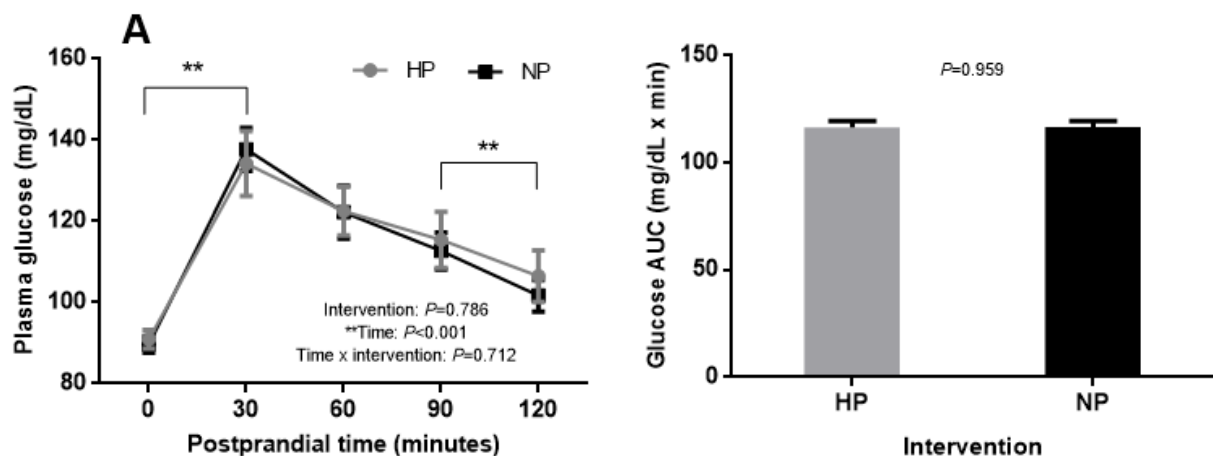 A
Plasma glucose (mg/dL)
160
140
120
100
80
**
HP
NP
**
Intervention: P=0.786
**Time: P<0.001
Time x intervention: P=0.712
0 30 60 90 120
Postprandial time (minutes)
Glucose AUC (mg/dL x min)
150
100
50
0
P=0.959
HP NP
Intervention